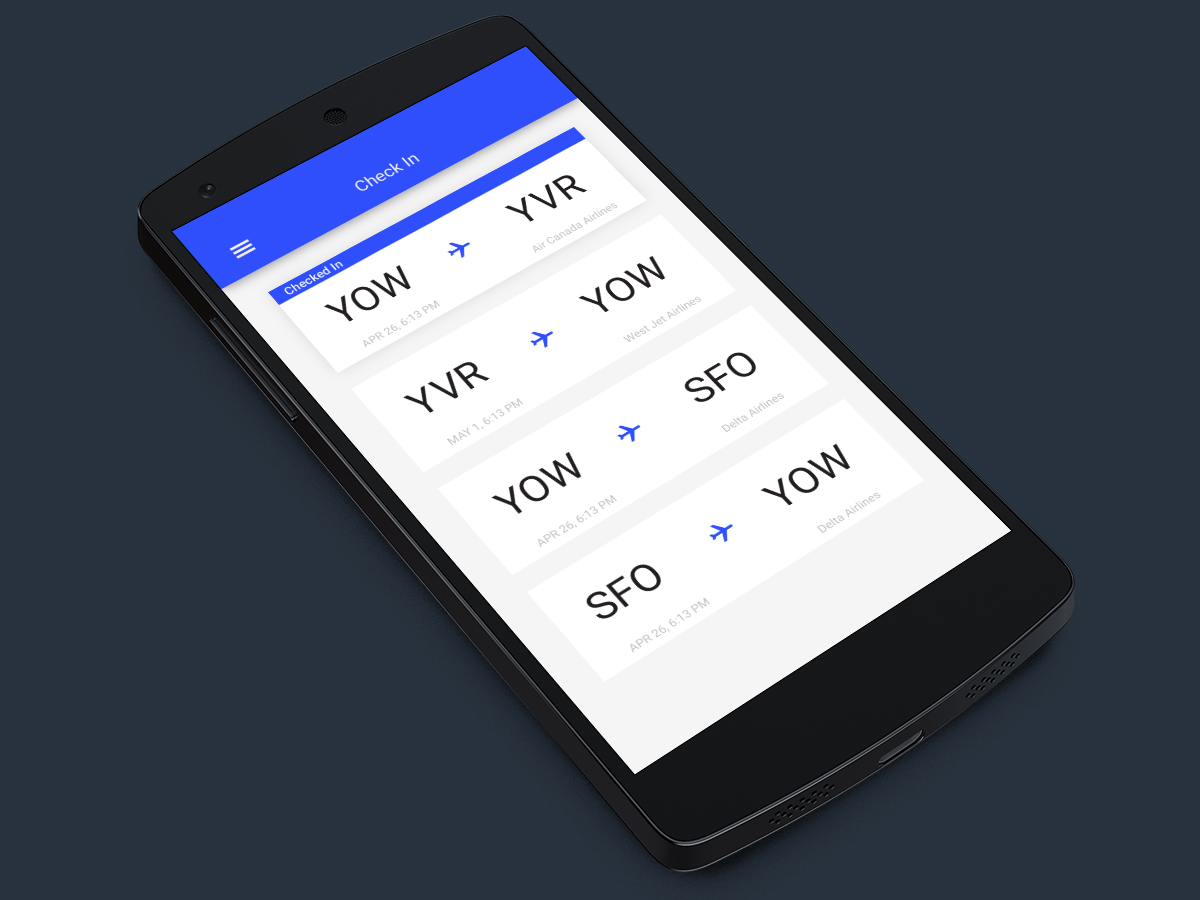 Check In
Checked In
YOW YVR
APR 26, 6:13 PM Air Canada Airlines
YVR YOW
MAY 1, 6:13 PM West Jet Airlines
YOW SFO
APR 26, 6:13 PM Delta Airlines
SFO YOW
APR 26, 6:13 PM Delta Airlines